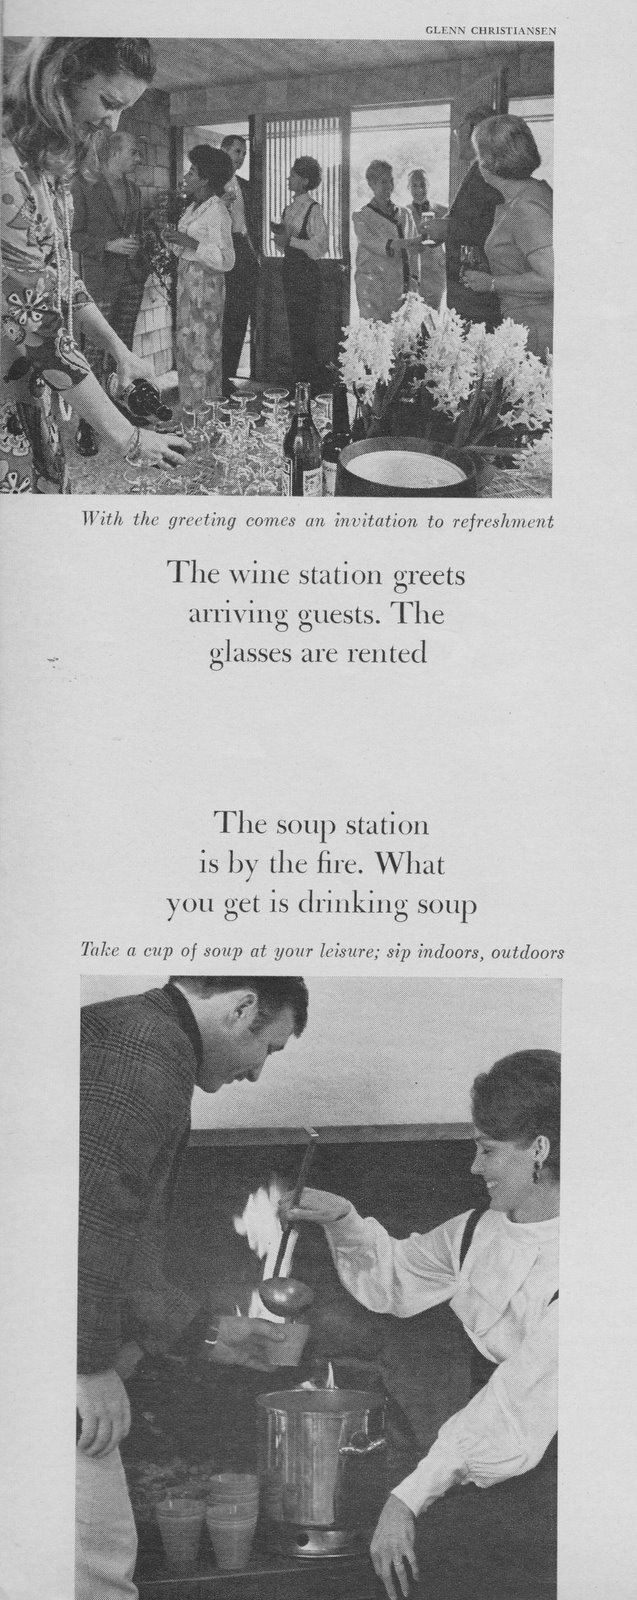 GLENN CHRISTIANSEN
With the greeting comes an invitation to refreshment
The wine station greets
arriving guests. The
glasses are rented
The soup station
is by the fire. What
you get is drinking soup
Take a cup of soup at your leisure; sip indoors, outdoors